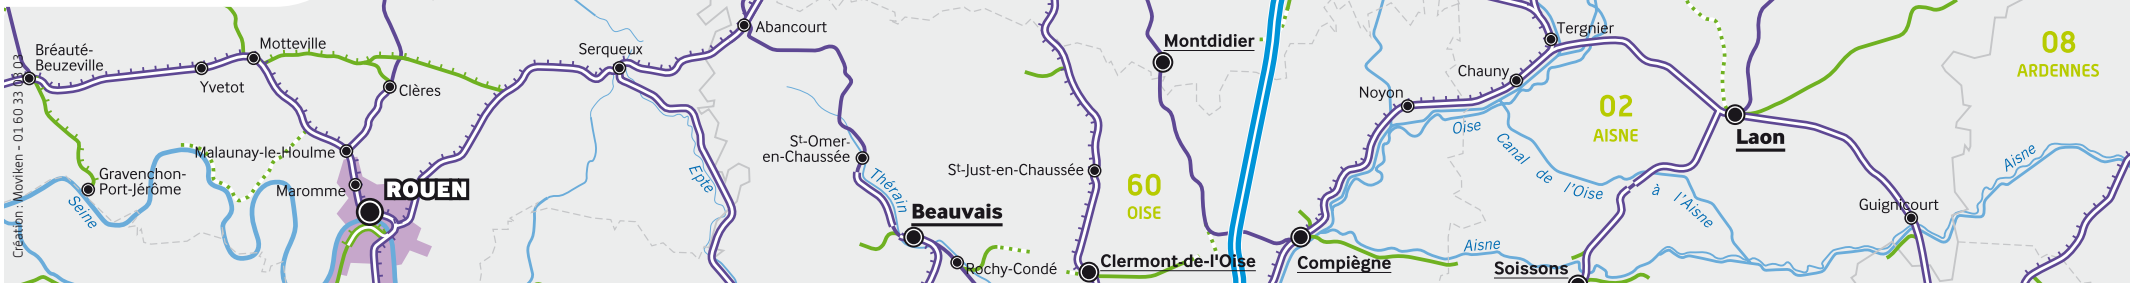 Création : Moviken - 01 60 33 03 03
Bréauté-
Beuzeville
Yvetot
Motteville
Clères
Malaunay-le-Houlme
Maromme
ROUEN
Gravenchon-
Port-Jérôme
Seine
Serqueux
Abancourt
Epte
St-Omer-
en-Chaussée
Thérain
Beauvais
Rochy-Condé
St-Just-en-Chaussée
60
OISE
Clermont-de-l'Oise
Montdidier
Compiègne
Noyon
Chauny
Tergnier
Oise
Canal de l'Oise à l'Aisne
02
AISNE
Laon
Aisne
Soissons
Guignicourt
Aisne
08
ARDENNES